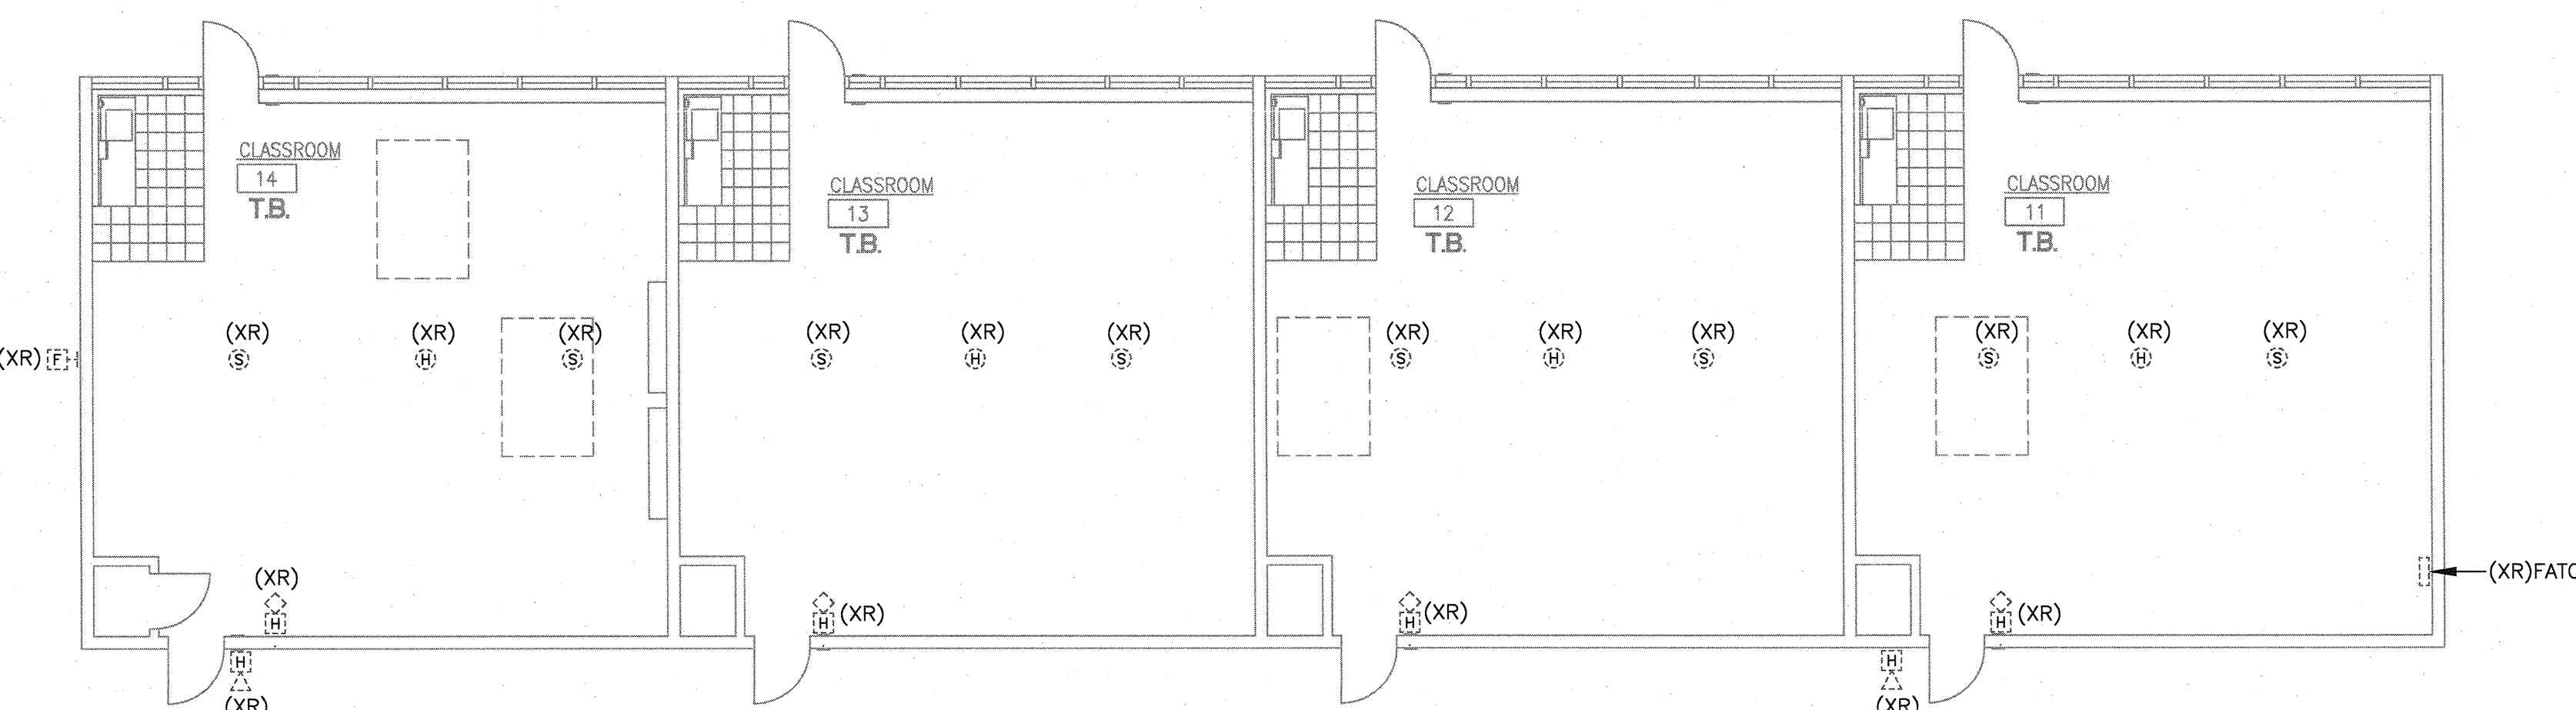 CLASSROOM
14
T.B.
CLASSROOM
13
T.B.
CLASSROOM
12
T.B.
CLASSROOM
11
T.B.
(XR) (XR) (XR) (XR) (XR) (XR) (XR) (XR) (XR) (XR) (XR) (XR)
(XR) F S H S S H S S H S S H S
(XR)
H
H (XR)
H (XR)
H (XR)
(XR)FATC
H
(XR)
H
(XR)